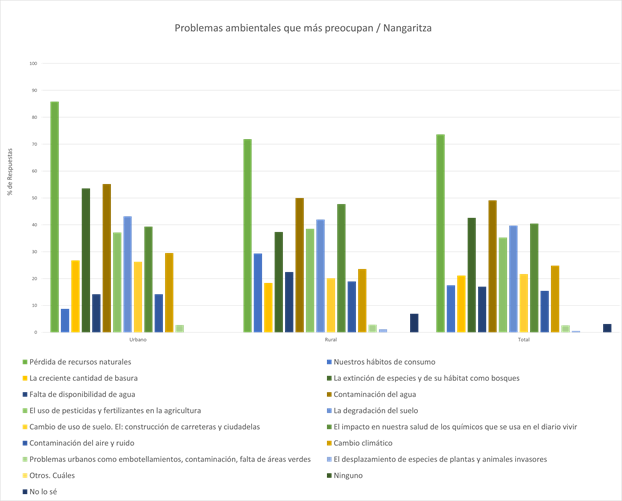 Problemas ambientales que más preocupan / Nangaritza
% de Respuestas
100
90
80
70
60
50
40
30
20
10
0
Urbano Rural Total
Pérdida de recursos naturales
Nuestros hábitos de consumo
La creciente cantidad de basura
La extinción de especies y de su hábitat como bosques
Falta de disponibilidad de agua
Contaminación del agua
El uso de pesticidas y fertilizantes en la agricultura
La degradación del suelo
Cambio de uso de suelo. El: construcción de carreteras y ciudadelas
El impacto en nuestra salud de los químicos que se usa en el diario vivir
Contaminación del aire y ruido
Cambio climático
Problemas urbanos como embotellamientos, contaminación, falta de áreas verdes
El desplazamiento de especies de plantas y animales invasores
Otros. Cuáles
Ninguno
No lo sé